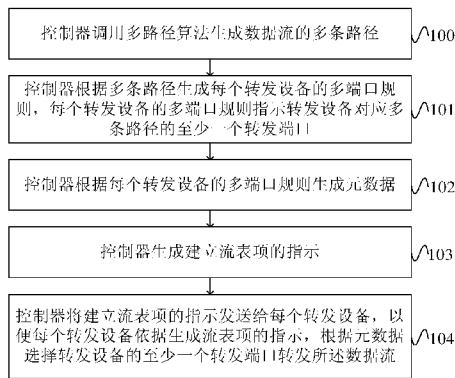 控制器调用多路径算法生成数据流的多条路径
100
控制器根据多条路径生成每个转发设备的多端口规
则，每个转发设备的多端口规则指示转发设备对应多
条路径的至少一个转发端口
101
控制器根据每个转发设备的多端口规则生成元数据
102
控制器生成建立流表项的指示
103
控制器将建立流表项的指示发送给每个转发设备，以
便每个转发设备依据生成流表项的指示，根据元数据
选择转发设备的至少一个转发端口转发所述数据流
104